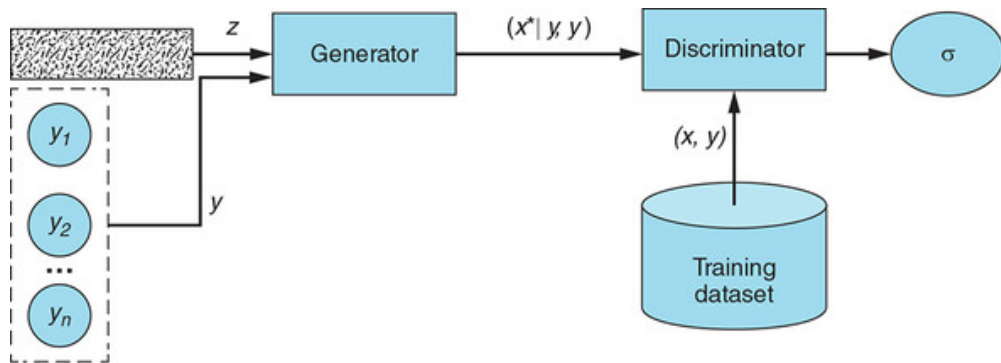 z
Generator
(x*| y, y)
Discriminator
σ
y1
(x, y)
y
y2
...
yn
Training
dataset